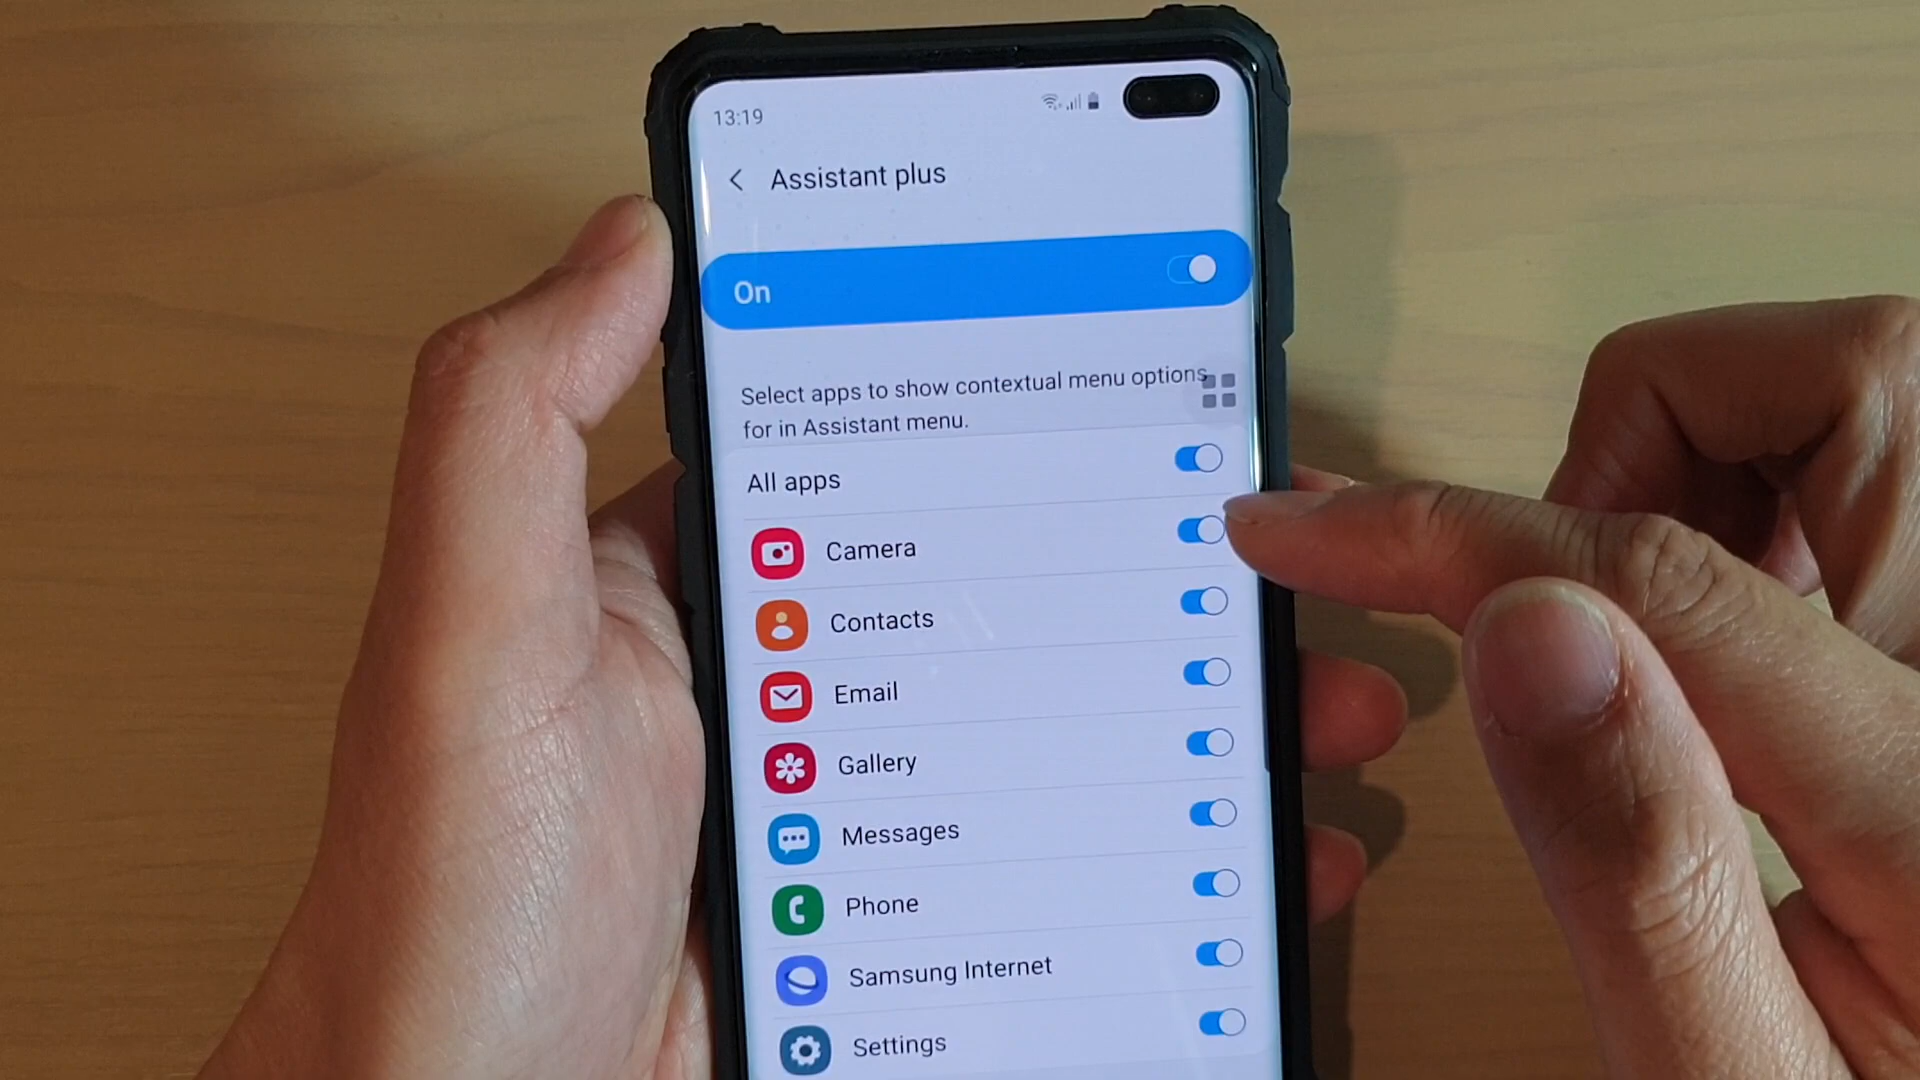 13:19
Assistant plus
On
Select apps to show contextual menu options
for in Assistant menu.
All apps
Camera
Contacts
Email
Gallery
Messages
Phone
Samsung Internet
Settings